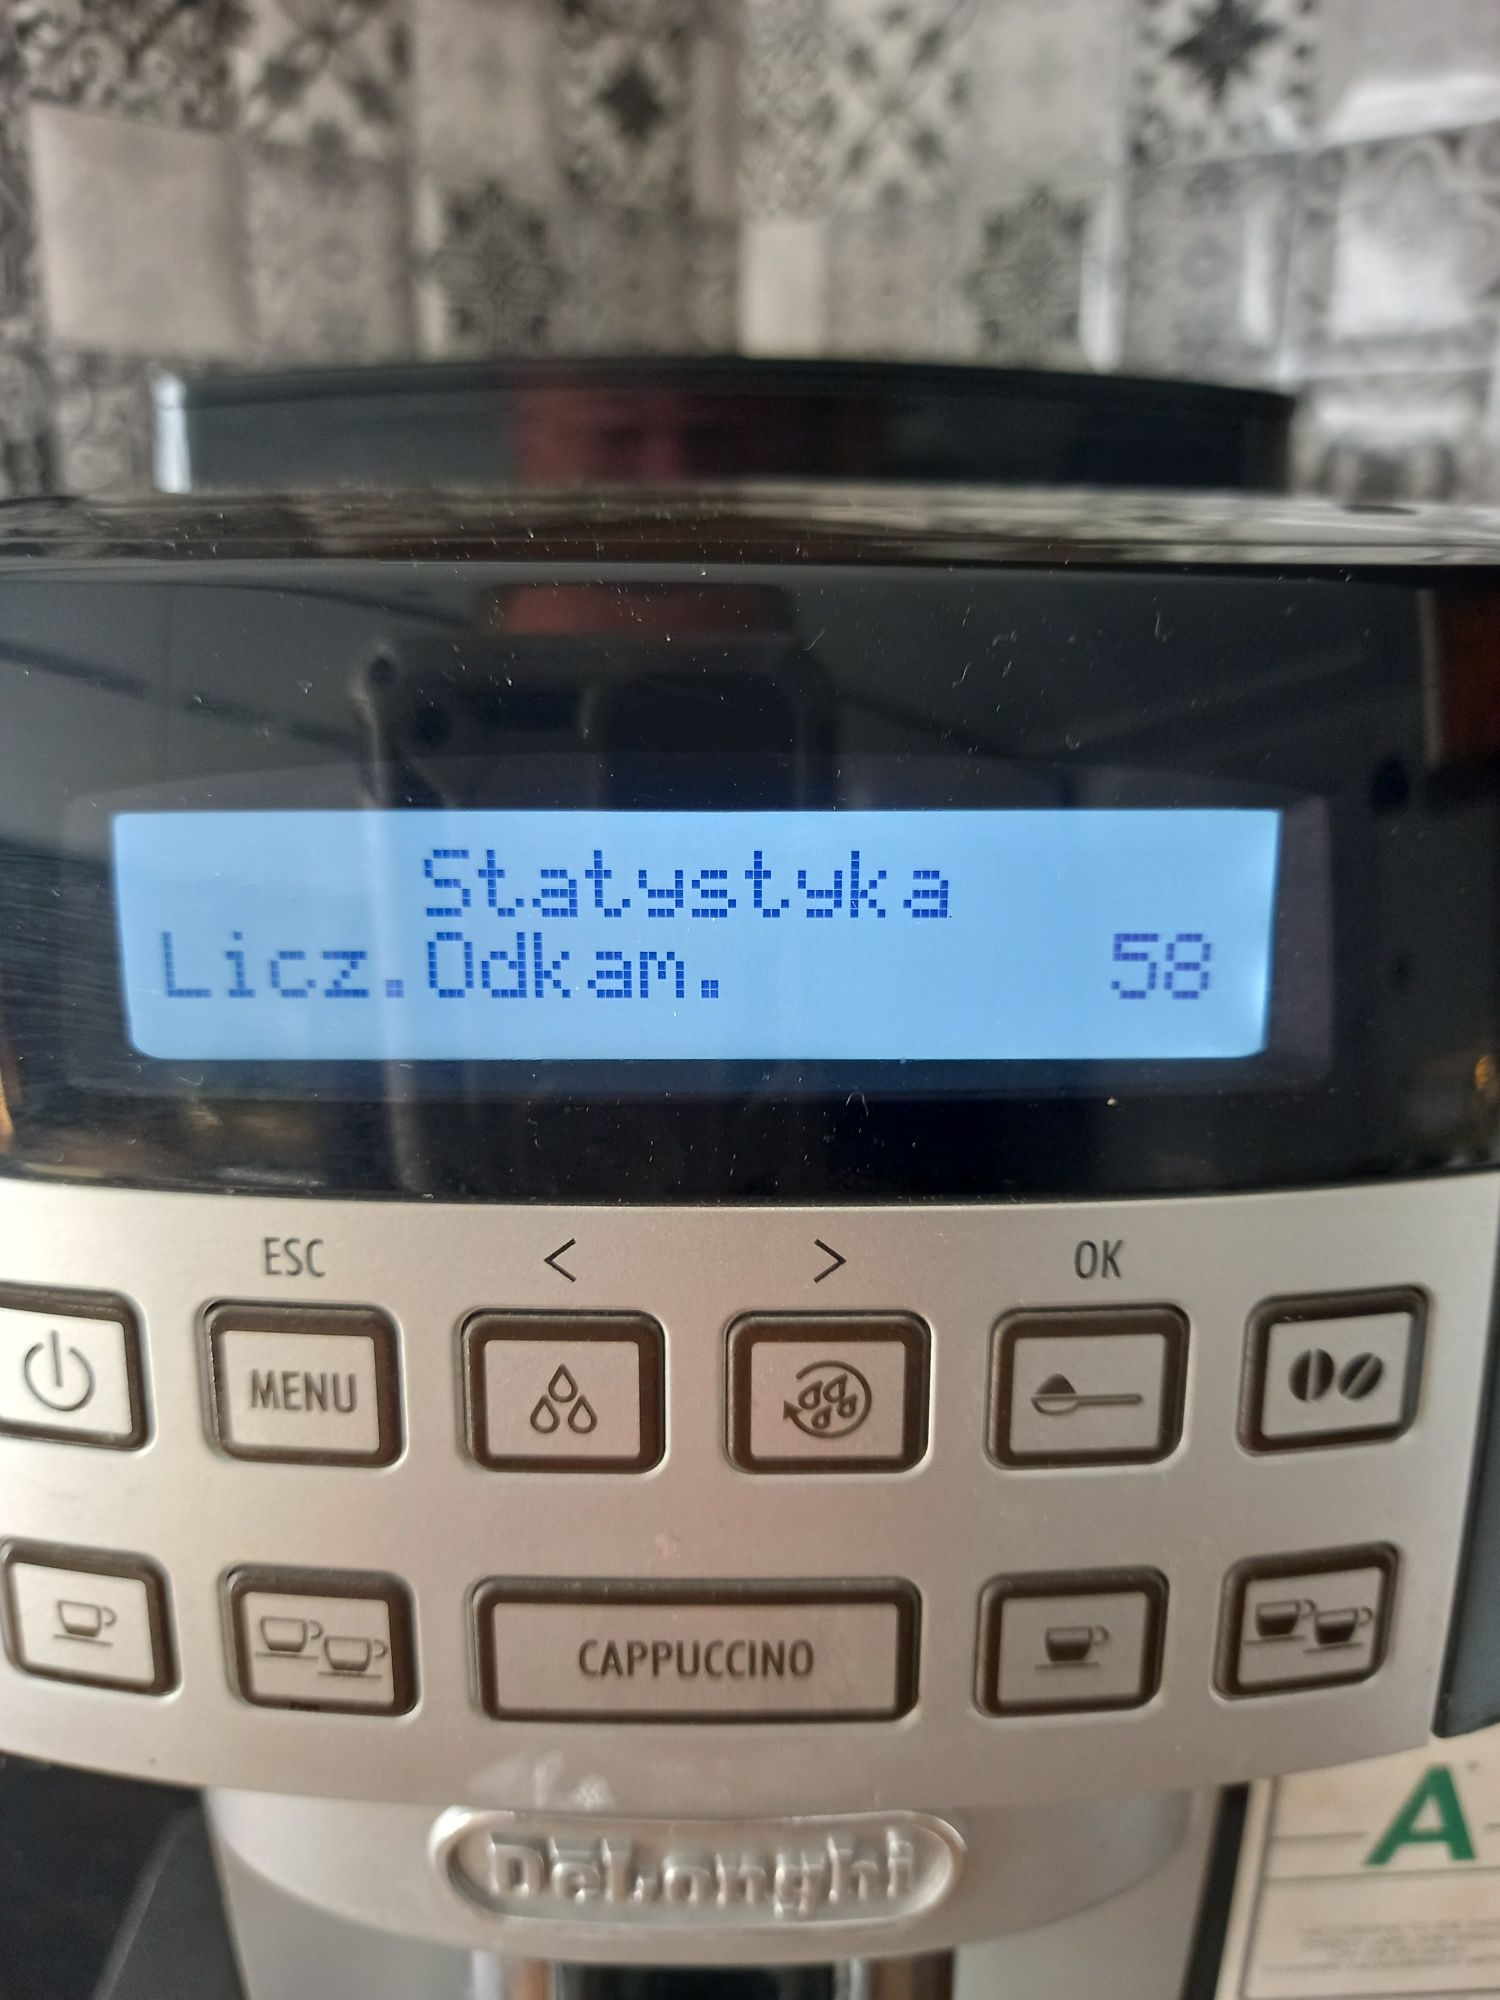 Statystyka
Licz.Odkam. 58
ESC < > OK
MENU
CAPPUCCINO
DeLonghi
A